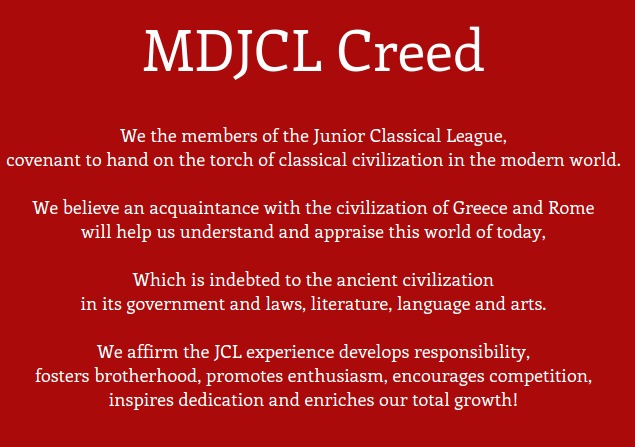 MDJCL Creed
We the members of the Junior Classical League,
covenant to hand on the torch of classical civilization in the modern world.
We believe an acquaintance with the civilization of Greece and Rome
will help us understand and appraise this world of today,
Which is indebted to the ancient civilization
in its government and laws, literature, language and arts.
We affirm the JCL experience develops responsibility,
fosters brotherhood, promotes enthusiasm, encourages competition,
inspires dedication and enriches our total growth!